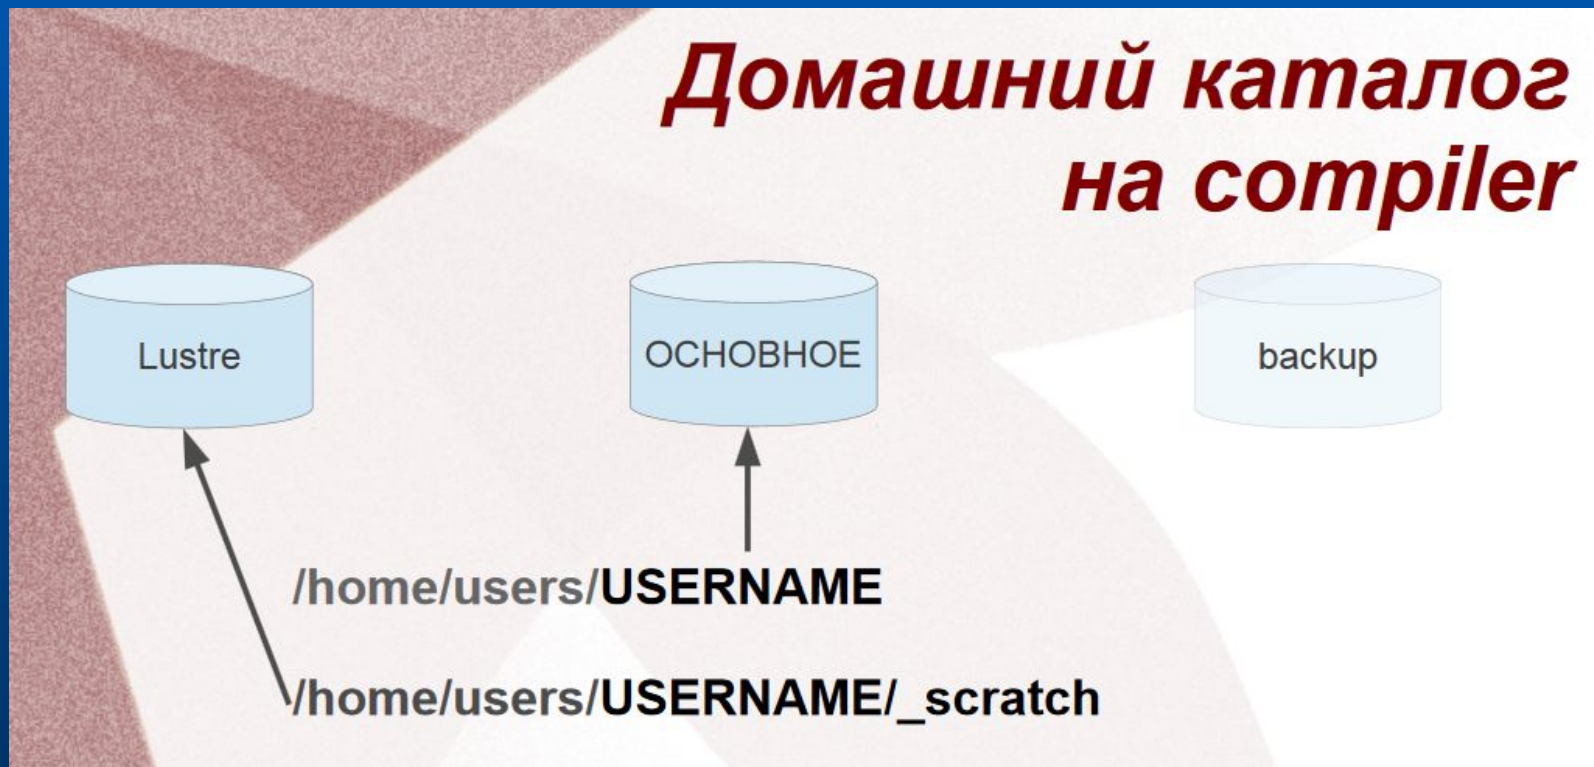 Домашний каталог
на compiler
Lustre
ОСНОВНОЕ
backup
/home/users/USERNAME
/home/users/USERNAME/_scratch